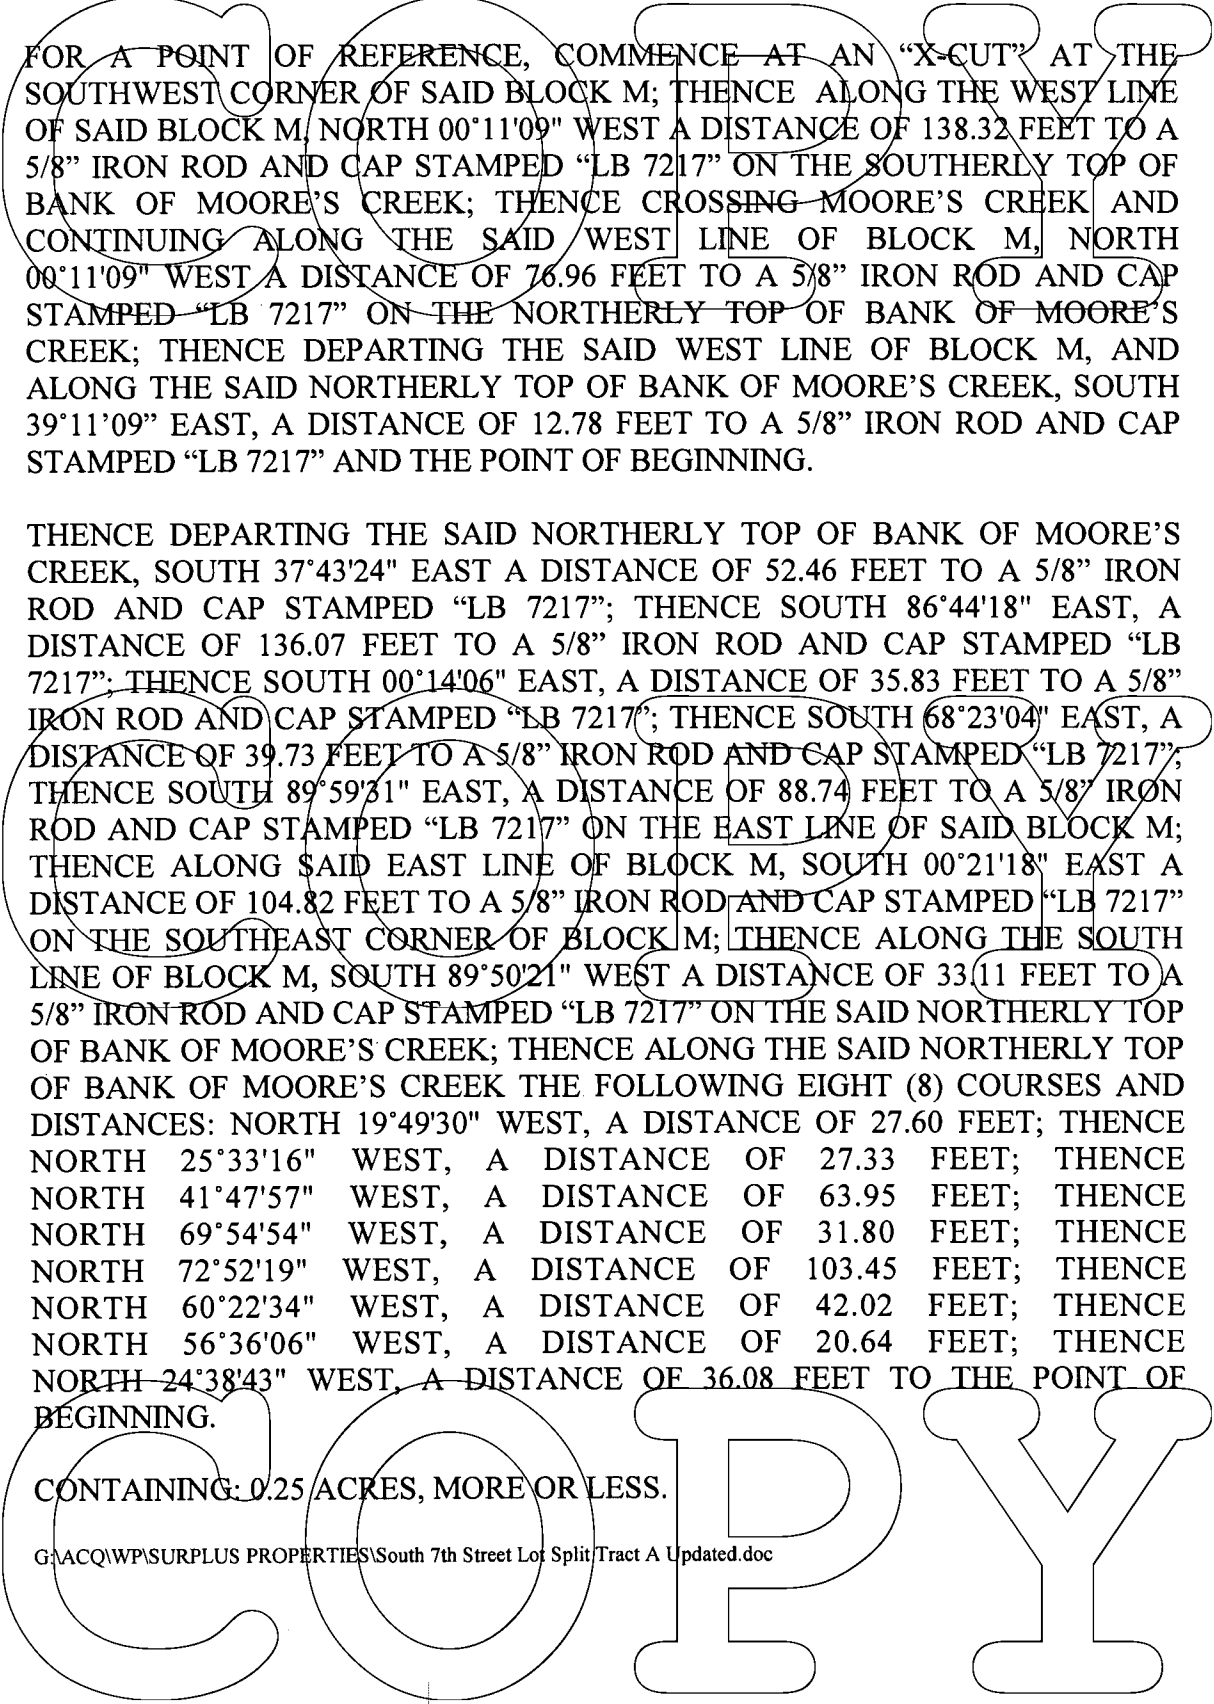 FOR A POINT OF REFERENCE, COMMENCE AT AN “X-CUT” AT THE
SOUTHWEST CORNER OF SAID BLOCK M; THENCE ALONG THE WEST LINE
OF SAID BLOCK M, NORTH 00°11'09" WEST A DISTANCE OF 138.32 FEET TO A
5/8” IRON ROD AND CAP STAMPED “LB 7217” ON THE SOUTHERLY TOP OF
BANK OF MOORE’S CREEK; THENCE CROSSING MOORE’S CREEK AND
CONTINUING ALONG THE SAID WEST LINE OF BLOCK M, NORTH
00°11'09" WEST A DISTANCE OF 76.96 FEET TO A 5/8” IRON ROD AND CAP
STAMPED “LB 7217” ON THE NORTHERLY TOP OF BANK OF MOORE’S
CREEK; THENCE DEPARTING THE SAID WEST LINE OF BLOCK M, AND
ALONG THE SAID NORTHERLY TOP OF BANK OF MOORE’S CREEK, SOUTH
39°11’09” EAST, A DISTANCE OF 12.78 FEET TO A 5/8” IRON ROD AND CAP
STAMPED “LB 7217” AND THE POINT OF BEGINNING.
THENCE DEPARTING THE SAID NORTHERLY TOP OF BANK OF MOORE’S
CREEK, SOUTH 37°43'24" EAST A DISTANCE OF 52.46 FEET TO A 5/8” IRON
ROD AND CAP STAMPED “LB 7217”; THENCE SOUTH 86°44'18" EAST, A
DISTANCE OF 136.07 FEET TO A 5/8” IRON ROD AND CAP STAMPED “LB
7217”; THENCE SOUTH 00°14'06" EAST, A DISTANCE OF 35.83 FEET TO A 5/8”
IRON ROD AND CAP STAMPED “LB 7217”; THENCE SOUTH 68°23'04" EAST, A
DISTANCE OF 39.73 FEET TO A 5/8” IRON ROD AND CAP STAMPED “LB 7217”;
THENCE SOUTH 89°59'31" EAST, A DISTANCE OF 88.74 FEET TO A 5/8” IRON
ROD AND CAP STAMPED “LB 7217” ON THE EAST LINE OF SAID BLOCK M;
THENCE ALONG SAID EAST LINE OF BLOCK M, SOUTH 00°21'18" EAST A
DISTANCE OF 104.82 FEET TO A 5/8” IRON ROD AND CAP STAMPED “LB 7217”
ON THE SOUTHEAST CORNER OF BLOCK M; THENCE ALONG THE SOUTH
LINE OF BLOCK M, SOUTH 89°50'21" WEST A DISTANCE OF 33.11 FEET TO A
5/8” IRON ROD AND CAP STAMPED “LB 7217” ON THE SAID NORTHERLY TOP
OF BANK OF MOORE’S CREEK; THENCE ALONG THE SAID NORTHERLY TOP
OF BANK OF MOORE’S CREEK THE FOLLOWING EIGHT (8) COURSES AND
DISTANCES: NORTH 19°49'30" WEST, A DISTANCE OF 27.60 FEET; THENCE
NORTH 25°33'16" WEST, A DISTANCE OF 27.33 FEET; THENCE
NORTH 41°47'57" WEST, A DISTANCE OF 63.95 FEET; THENCE
NORTH 69°54'54" WEST, A DISTANCE OF 31.80 FEET; THENCE
NORTH 72°52'19" WEST, A DISTANCE OF 103.45 FEET; THENCE
NORTH 60°22'34" WEST, A DISTANCE OF 42.02 FEET; THENCE
NORTH 56°36'06" WEST, A DISTANCE OF 20.64 FEET; THENCE
NORTH 24°38'43" WEST, A DISTANCE OF 36.08 FEET TO THE POINT OF
BEGINNING.
CONTAINING: 0.25 ACRES, MORE OR LESS.
G:\ACQ\WP\SURPLUS PROPERTIES\South 7th Street Lot Split Tract A Updated.doc
COPY
COPY
COPY